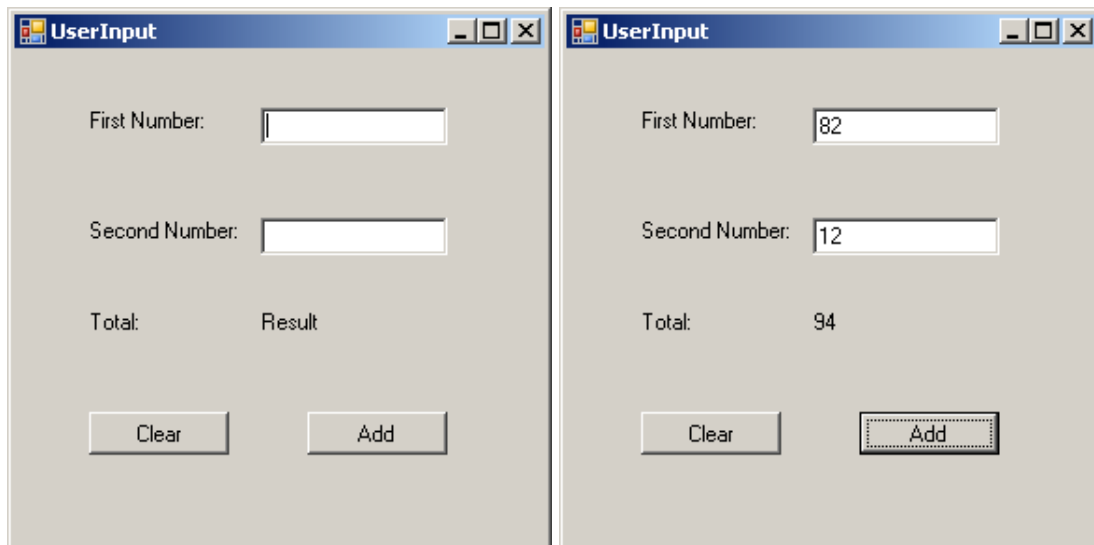 UserInput
First Number:
Second Number:
Total: Result
Clear Add
UserInput
First Number: 82
Second Number: 12
Total: 94
Clear Add